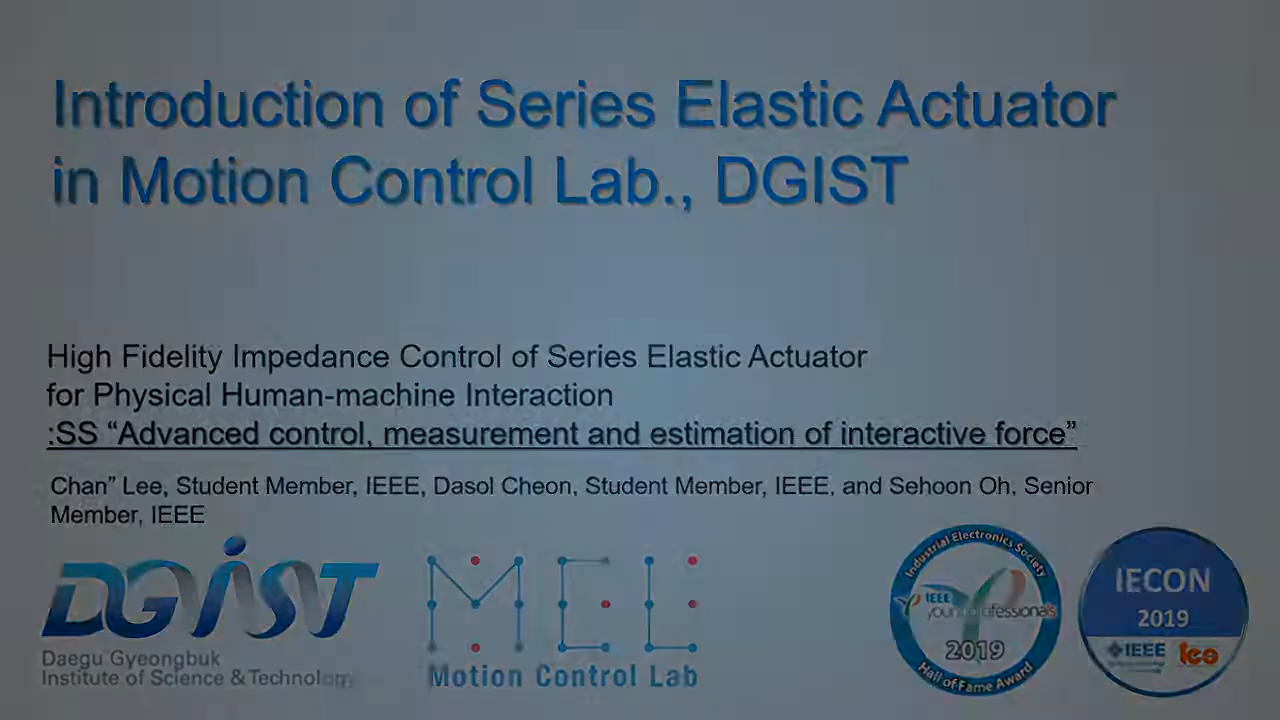 Introduction of Series Elastic Actuator
in Motion Control Lab., DGIST
High Fidelity Impedance Control of Series Elastic Actuator
for Physical Human-machine Interaction
:SS “Advanced control, measurement and estimation of interactive force”
Chan” Lee, Student Member, IEEE, Dasol Cheon, Student Member, IEEE, and Sehoon Oh, Senior
Member, IEEE
DGIST
Daegu Gyeongbuk
Institute of Science & Technology
MCL
Motion Control Lab
Industrial Electronics Society
IEEE
young professionals
2019
Hall of Fame Award
IECON
2019
IEEE